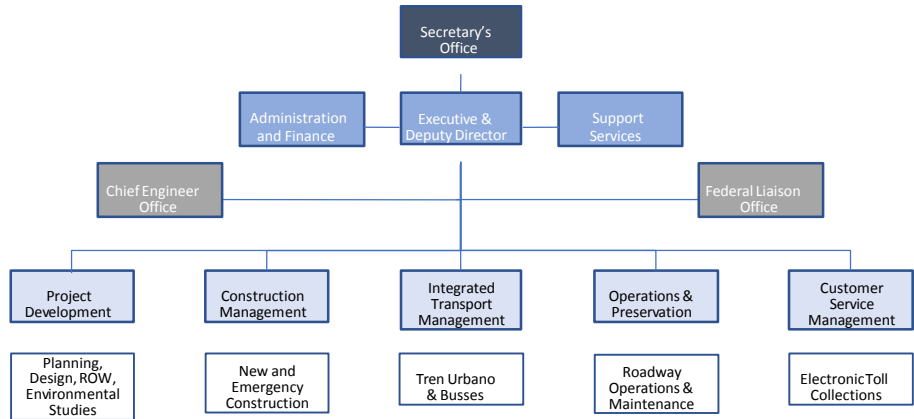 Secretary's
Office
Administration
and Finance
Executive &
Deputy Director
Support
Services
Chief Engineer
Office
Federal Liaison
Office
Project
Development
Construction
Management
Integrated
Transport
Management
Operations &
Preservation
Customer
Service
Management
Planning,
Design, ROW,
Environmental
Studies
New and
Emergency
Construction
Tren Urbano
& Busses
Roadway
Operations &
Maintenance
Electronic Toll
Collections